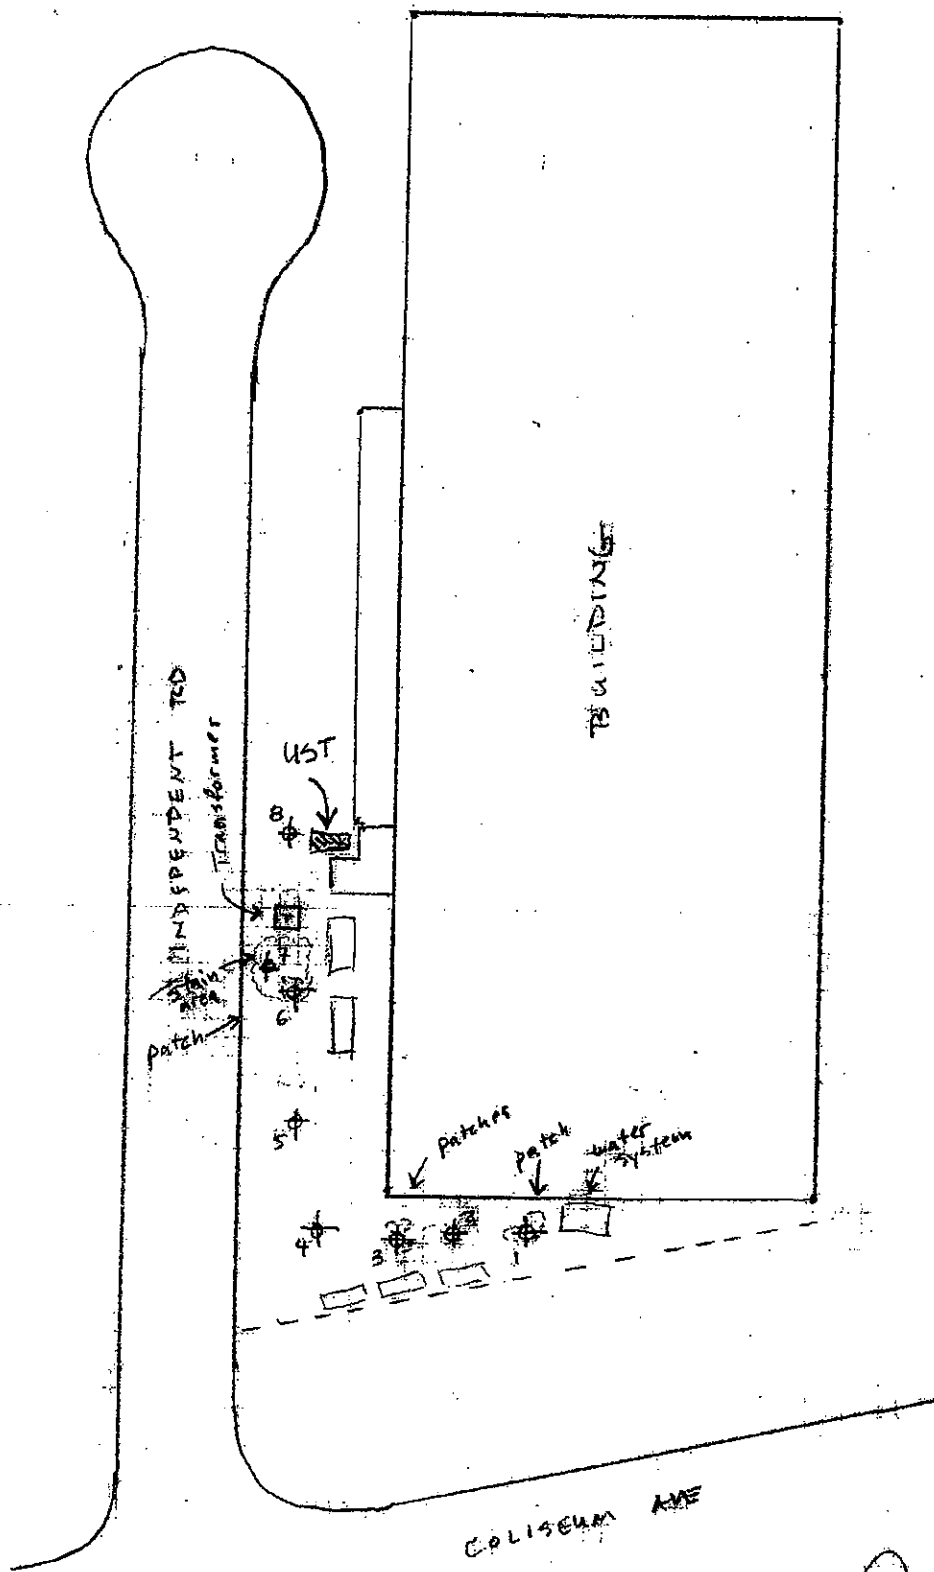 BUILDING
INDEPENDENT RD
Transformer
UST
8
7
stain
area
6
patch
5
patches
patch
water
system
4
3
2
1
COLISEUM AVE